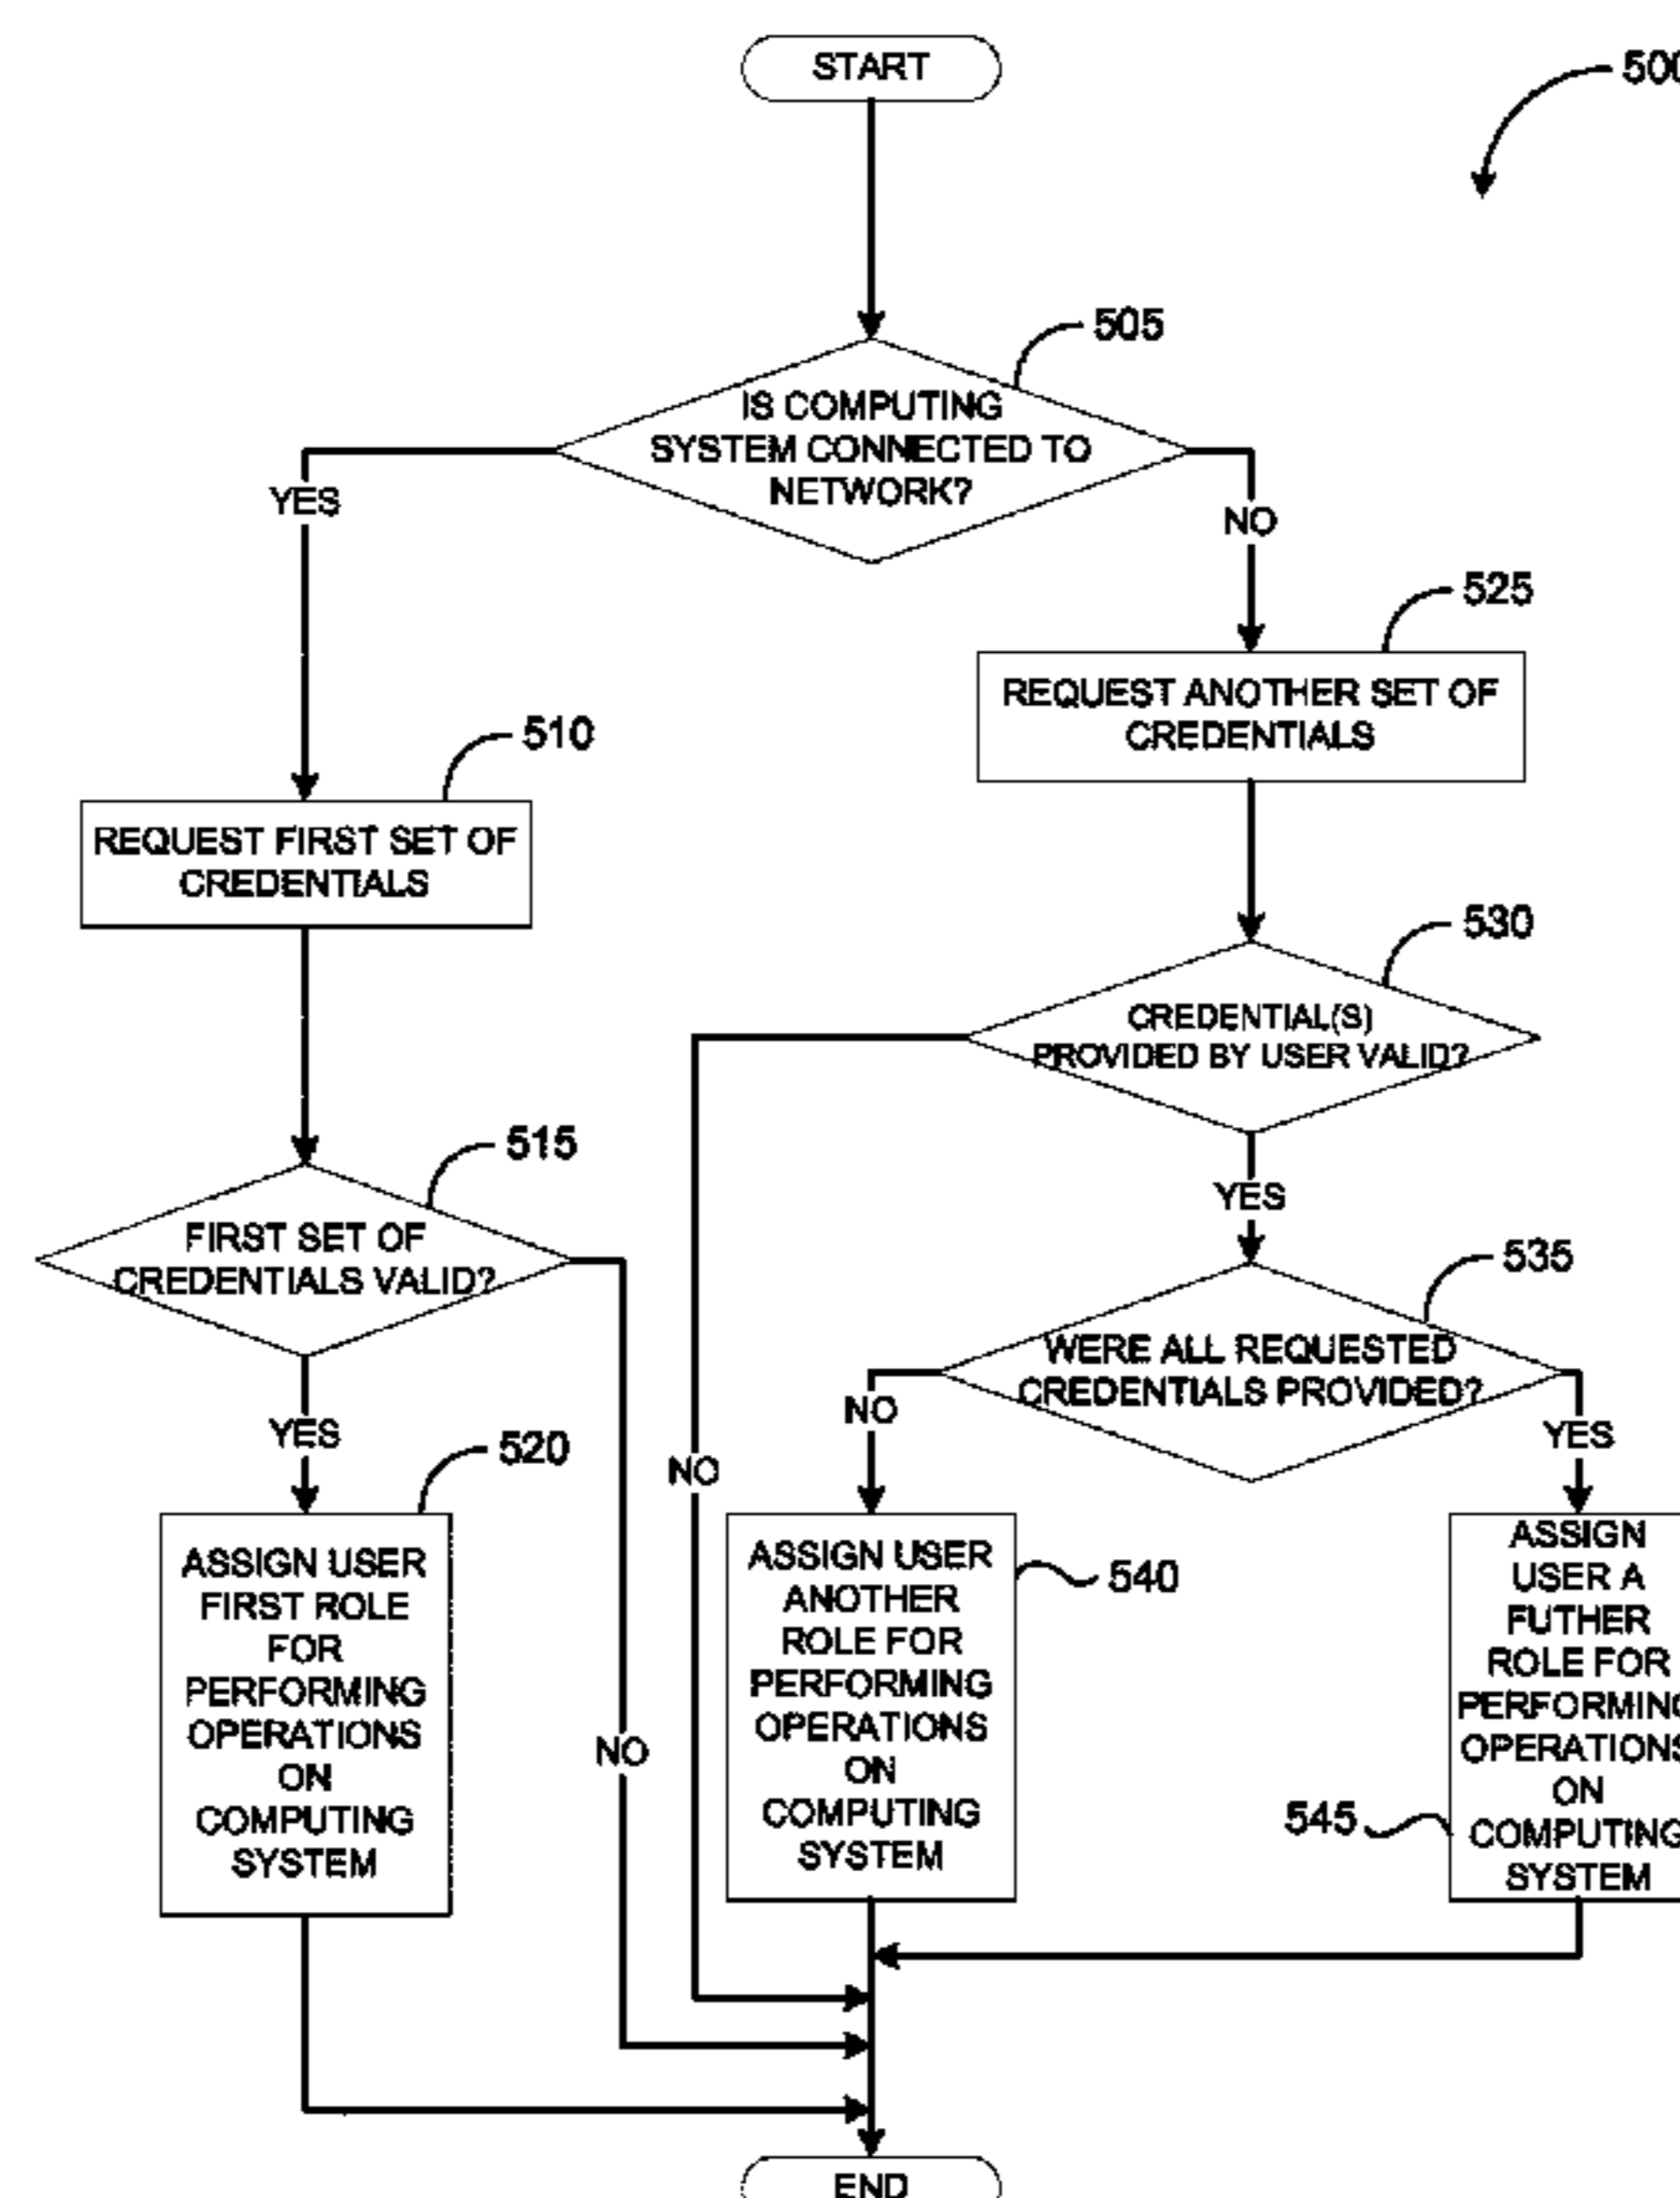 START
500
505
IS COMPUTING
SYSTEM CONNECTED TO
NETWORK?
YES
NO
525
REQUEST ANOTHER SET OF
CREDENTIALS
510
REQUEST FIRST SET OF
CREDENTIALS
530
CREDENTIAL(S)
PROVIDED BY USER VALID?
515
FIRST SET OF
CREDENTIALS VALID?
YES
535
WERE ALL REQUESTED
CREDENTIALS PROVIDED?
NO
YES
YES
520
NO
ASSIGN USER
FIRST ROLE
FOR
PERFORMING
OPERATIONS
ON
COMPUTING
SYSTEM
NO
ASSIGN USER
ANOTHER
ROLE FOR
PERFORMING
OPERATIONS
ON
COMPUTING
SYSTEM
540
ASSIGN
USER A
FUTHER
ROLE FOR
PERFORMING
OPERATIONS
ON
COMPUTING
SYSTEM
545
END